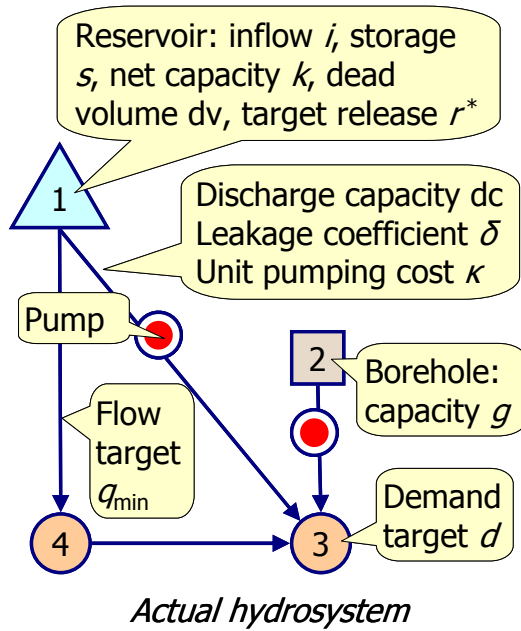 Reservoir: inflow i, storage
s, net capacity k, dead
volume dv, target release r*
1
Discharge capacity dc
Leakage coefficient δ
Unit pumping cost κ
Pump
2
Borehole:
capacity g
Flow
target
qmin
Demand
target d
4
3
Actual hydrosystem